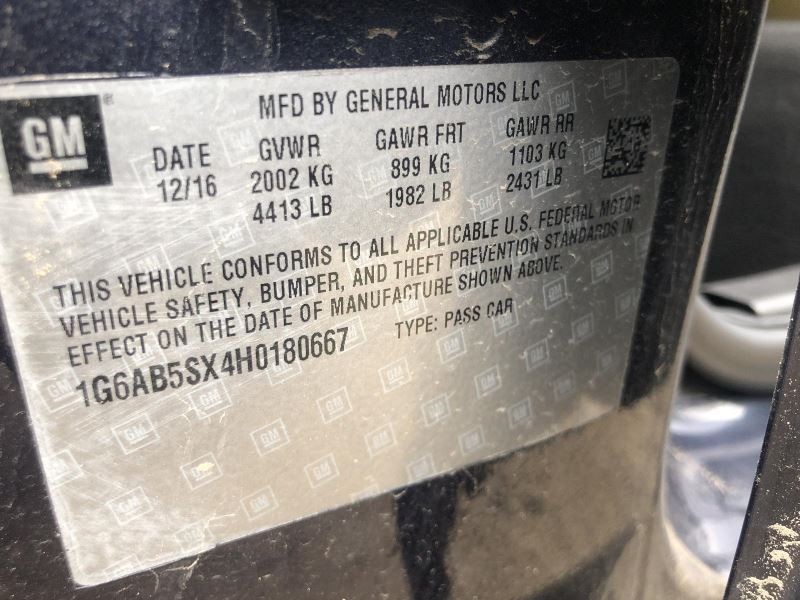 GM
MFD BY GENERAL MOTORS LLC
DATE GVWR GAWR FRT GAWR RR
12/16 2002 KG 899 KG 1103 KG
4413 LB 1982 LB 2431 LB
THIS VEHICLE CONFORMS TO ALL APPLICABLE U.S. FEDERAL MOTOR
VEHICLE SAFETY, BUMPER, AND THEFT PREVENTION STANDARDS IN
EFFECT ON THE DATE OF MANUFACTURE SHOWN ABOVE.
1G6AB5SX4H0180667 TYPE: PASS CAR